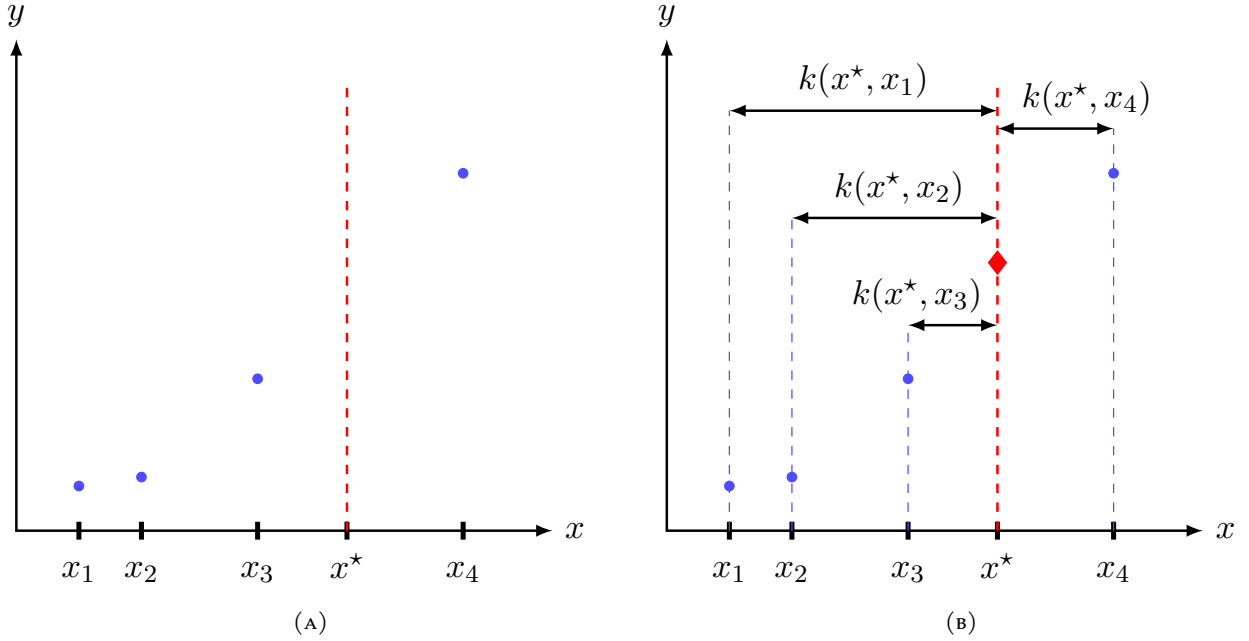 y
x
x₁ x₂ x₃ x⋆ x₄
(A)
y
k(x⋆, x₁)
k(x⋆, x₄)
k(x⋆, x₂)
k(x⋆, x₃)
x
x₁ x₂ x₃ x⋆ x₄
(B)